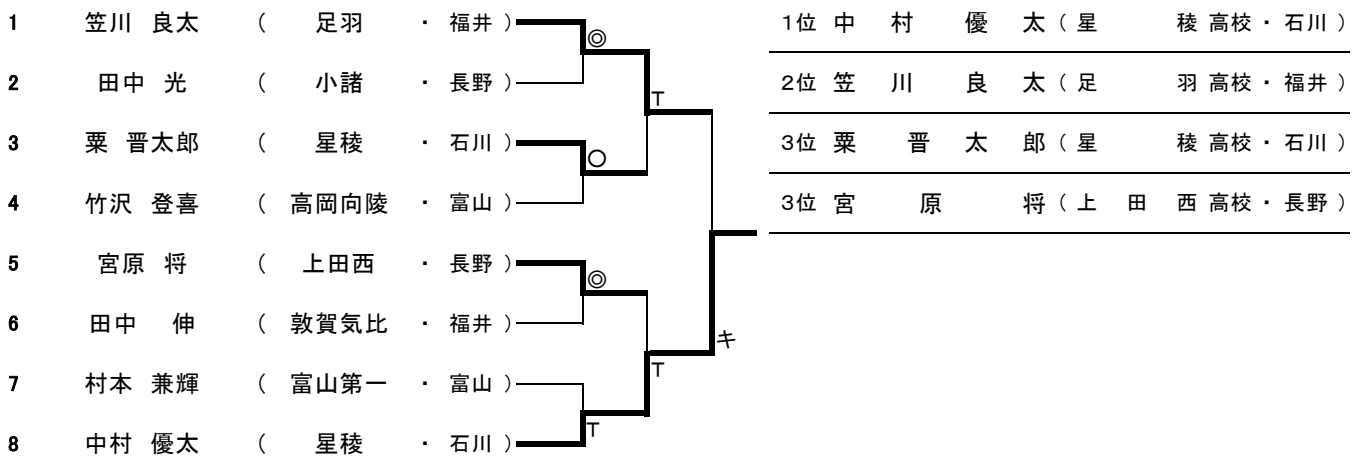 1 笠川 良太 （ 足羽 ・ 福井 ） 1位 中村優太（星稜高校・石川）
◎
2 田中 光 （ 小諸 ・ 長野 ） 2位 笠川良太（足羽高校・福井）
T
3 粟 晋太郎 （ 星稜 ・ 石川 ） 3位 粟晋太郎（星稜高校・石川）
○
4 竹沢 登喜 （ 高岡向陵 ・ 富山 ） 3位 宮原将（上田西高校・長野）
5 宮原 将 （ 上田西 ・ 長野 ）
◎
6 田中 伸 （ 敦賀気比 ・ 福井 ）
キ
T
7 村本 兼輝 （ 富山第一 ・ 富山 ）
T
8 中村 優太 （ 星稜 ・ 石川 ）